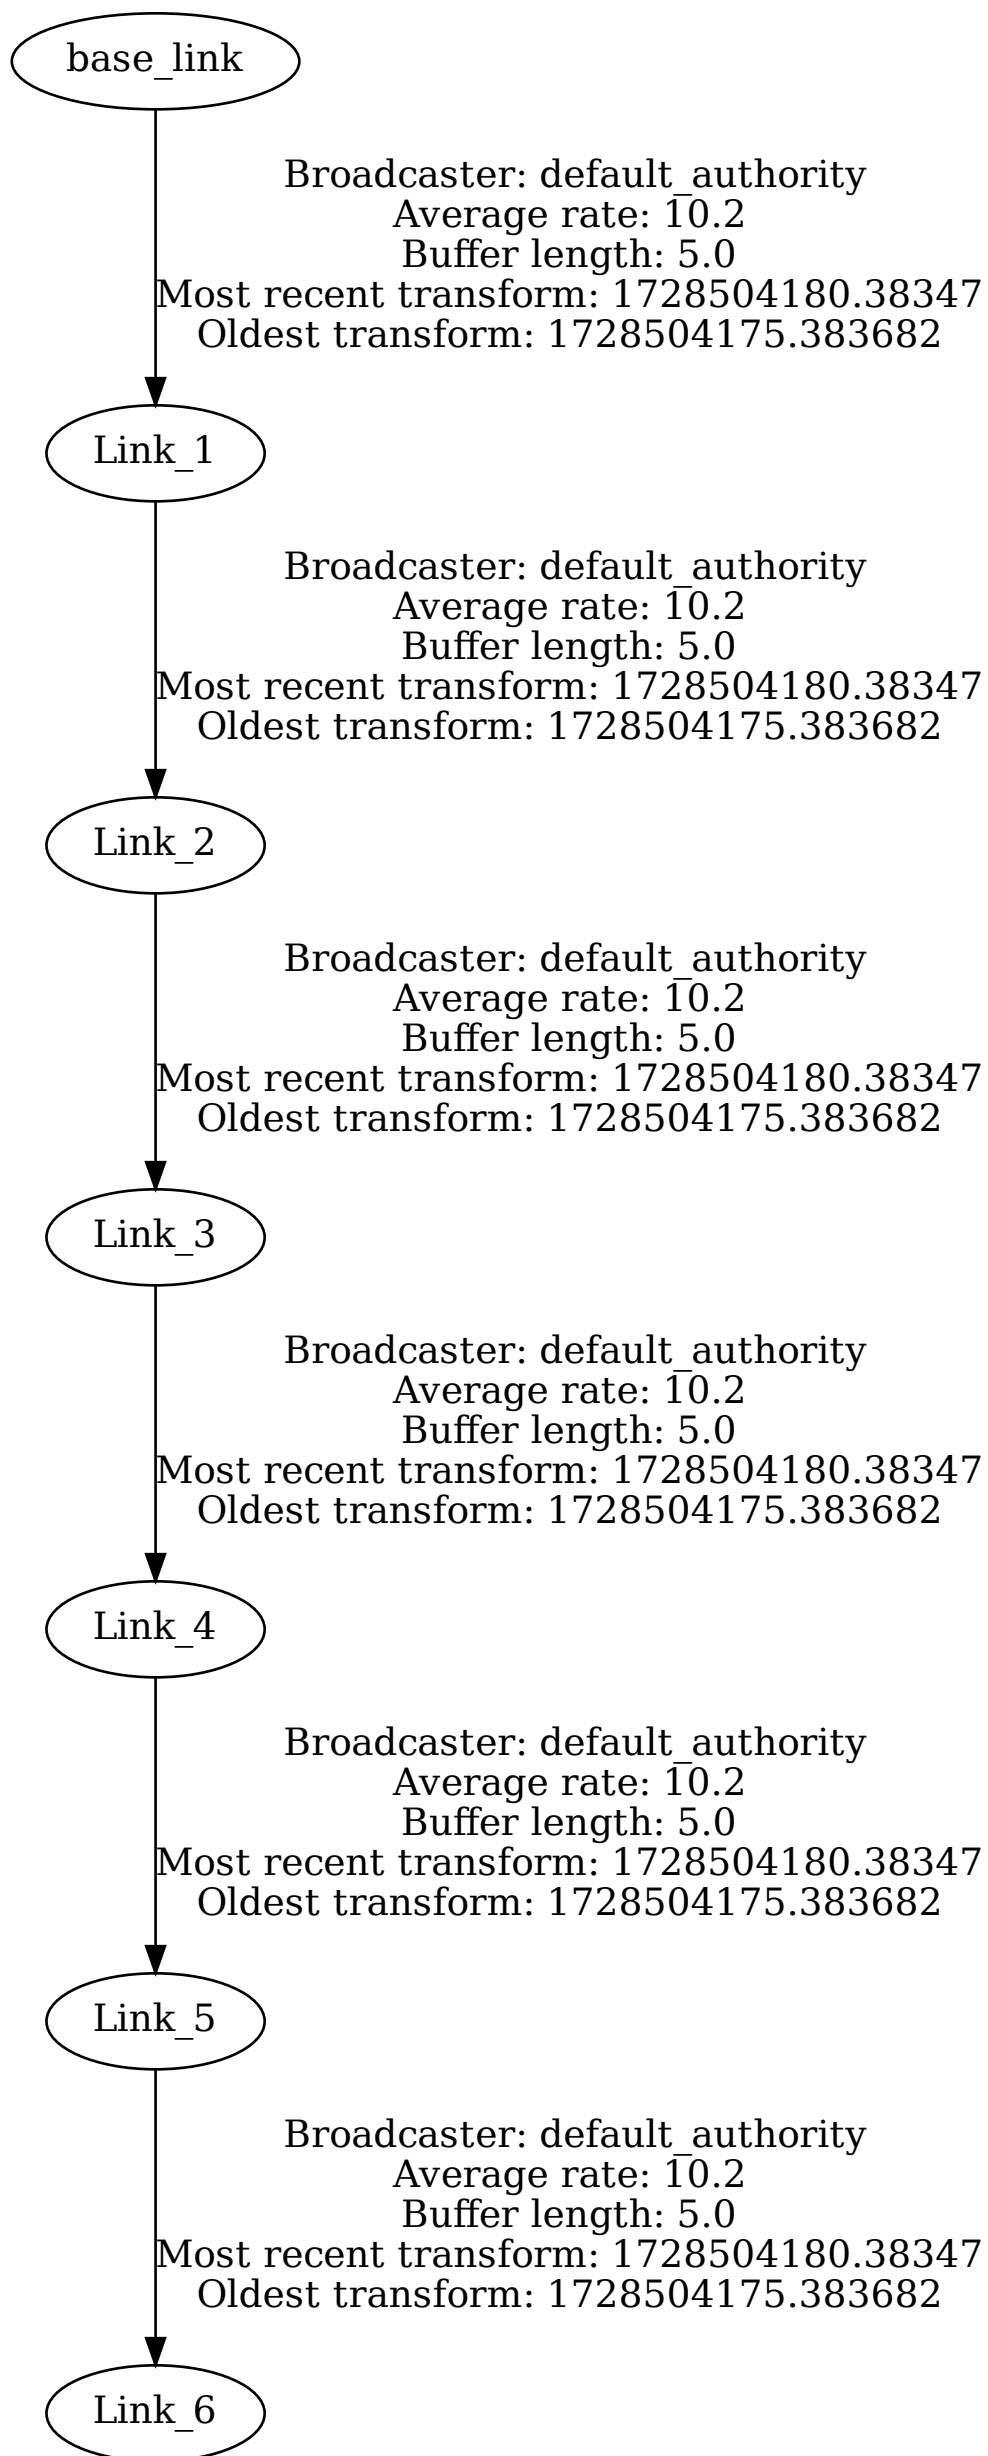 base_link
Broadcaster: default_authority
Average rate: 10.2
Buffer length: 5.0
Most recent transform: 1728504180.38347
Oldest transform: 1728504175.383682
Link_1
Broadcaster: default_authority
Average rate: 10.2
Buffer length: 5.0
Most recent transform: 1728504180.38347
Oldest transform: 1728504175.383682
Link_2
Broadcaster: default_authority
Average rate: 10.2
Buffer length: 5.0
Most recent transform: 1728504180.38347
Oldest transform: 1728504175.383682
Link_3
Broadcaster: default_authority
Average rate: 10.2
Buffer length: 5.0
Most recent transform: 1728504180.38347
Oldest transform: 1728504175.383682
Link_4
Broadcaster: default_authority
Average rate: 10.2
Buffer length: 5.0
Most recent transform: 1728504180.38347
Oldest transform: 1728504175.383682
Link_5
Broadcaster: default_authority
Average rate: 10.2
Buffer length: 5.0
Most recent transform: 1728504180.38347
Oldest transform: 1728504175.383682
Link_6